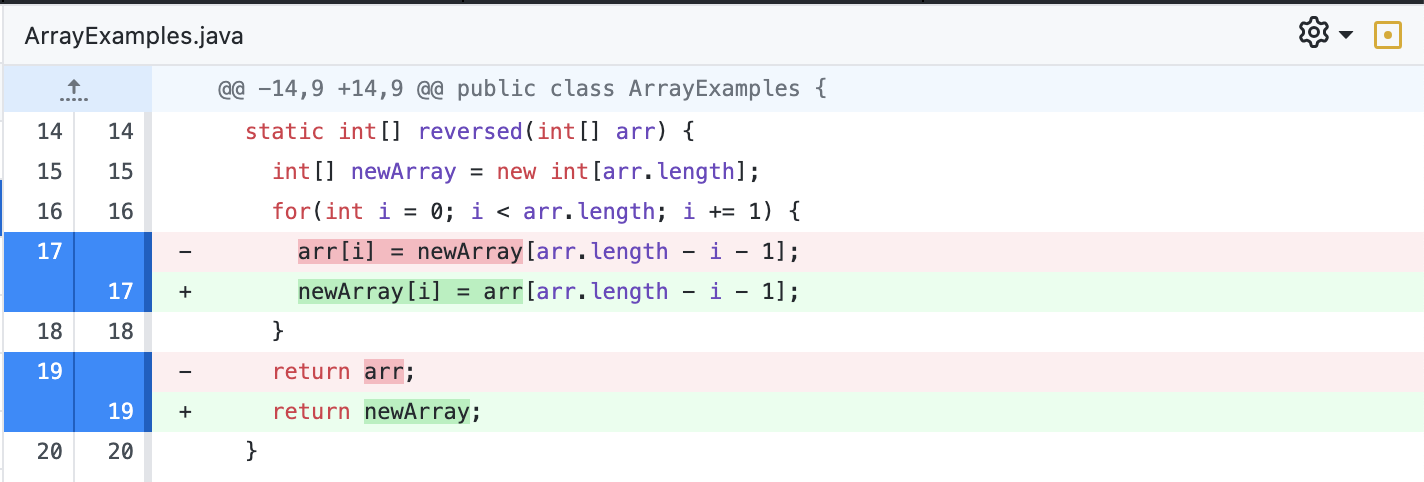 ArrayExamples.java
@@ -14,9 +14,9 @@ public class ArrayExamples {
14 14 static int[] reversed(int[] arr) {
15 15 int[] newArray = new int[arr.length];
16 16 for(int i = 0; i < arr.length; i += 1) {
17 - arr[i] = newArray[arr.length - i - 1];
17 + newArray[i] = arr[arr.length - i - 1];
18 18 }
19 - return arr;
19 + return newArray;
20 20 }